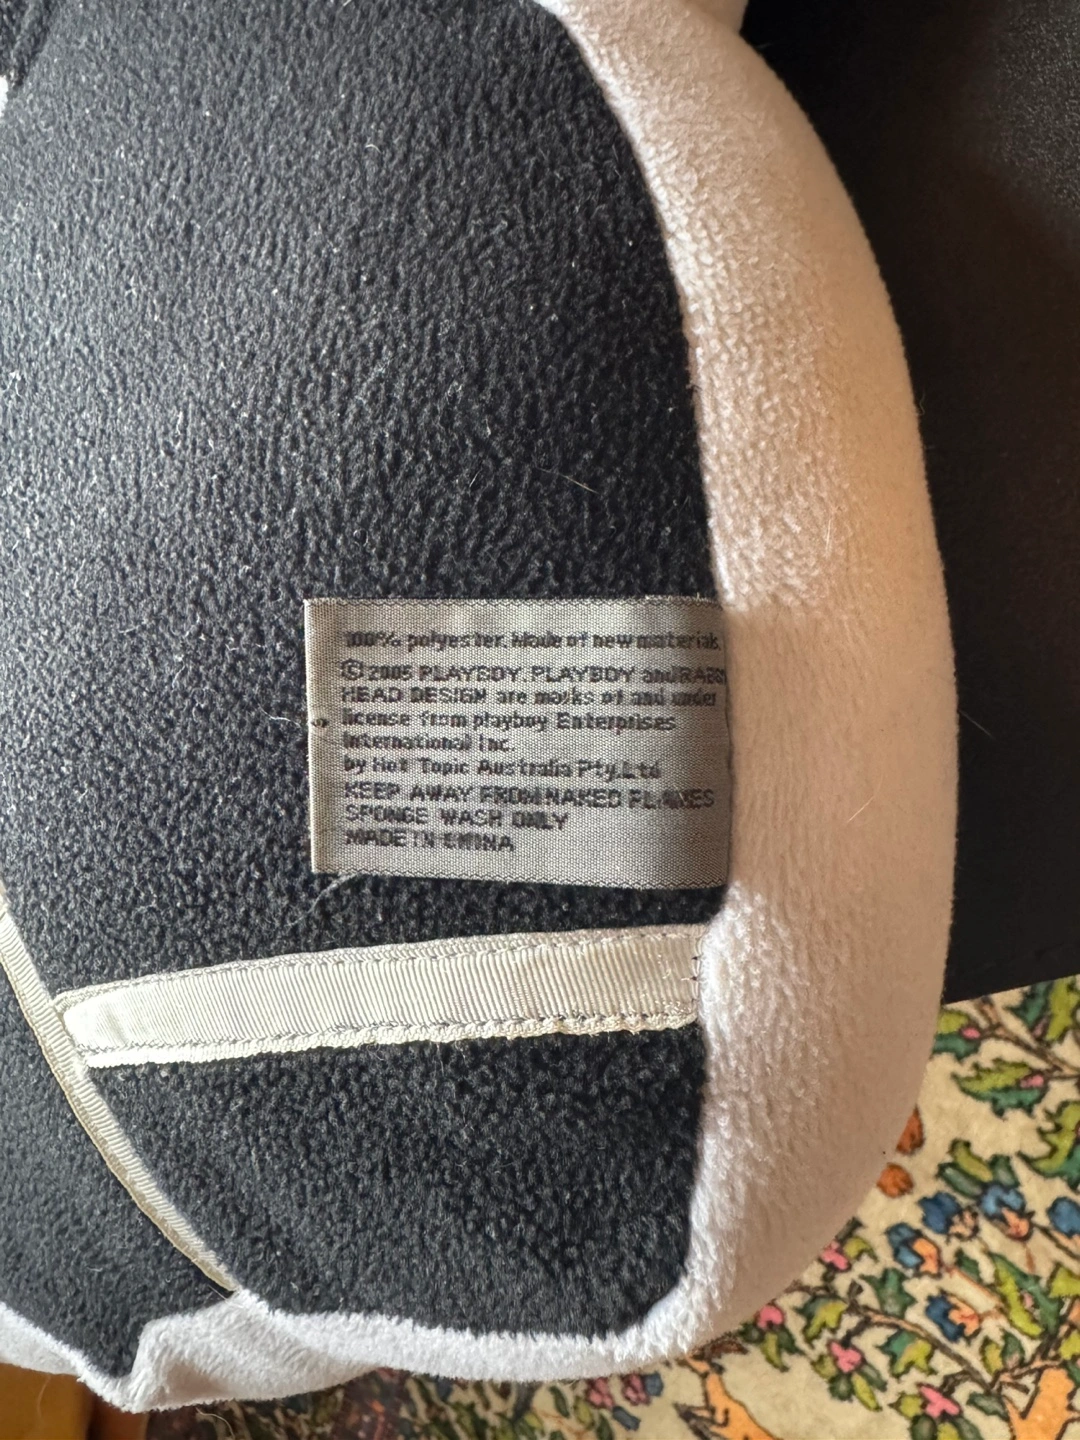 100% polyester. Made of new material.
© 2005 PLAYBOY. PLAYBOY and RABB
HEAD DESIGN are marks of and under
license from playboy Enterprises
International Inc.
by Hot Topic Australia Pty.Ltd
KEEP AWAY FROM NAKED FLAMES
SPONGE WASH ONLY
MADE IN CHINA